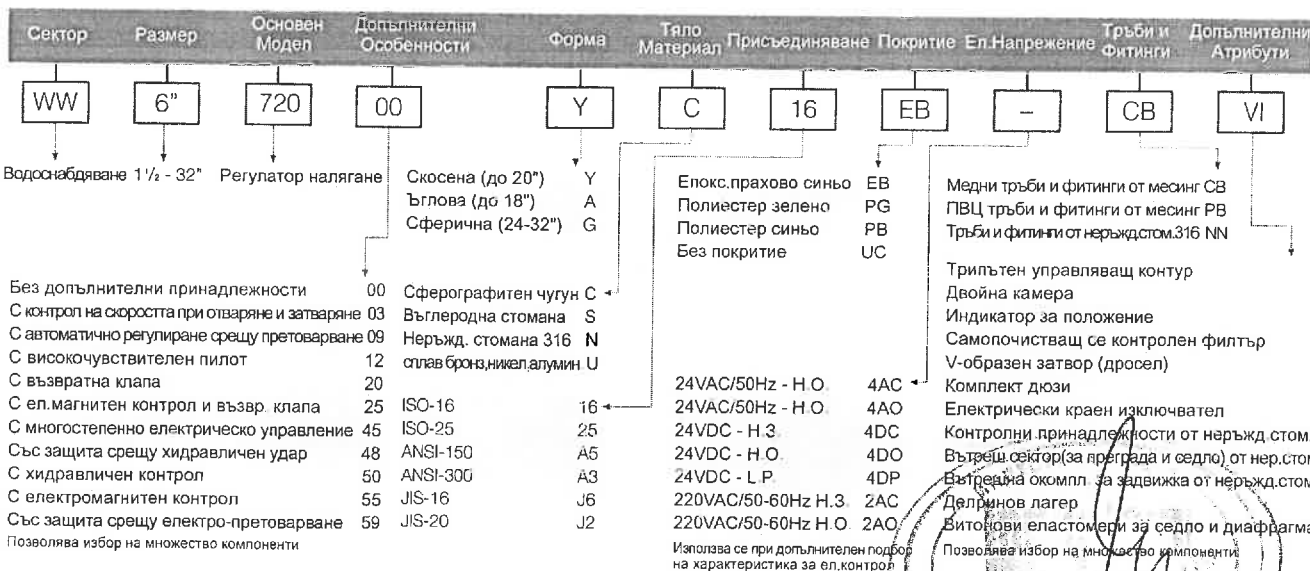 Сектор Размер Основен Модел Допълнителни Особенности Форма Тяло Материал Присъединяване Покритие Ел.Напрежение Тръби и Фитинги Допълнителни Атрибути
WW 6" 720 00 Y C 16 EB – CB VI
Водоснабдяване 1 1/2 - 32" Регулатор налягане
Скосена (до 20") Y
Ъглова (до 18") A
Сферична (24-32") G
Епокс.прахово синьо EB
Полиестер зелено PG
Полиестер синьо PB
Без покритие UC
Медни тръби и фитинги от месинг CB
ПВЦ тръби и фитинги от месинг PB
Тръби и фитинги от неръжд.стом.316 NN
Без допълнителни принадлежности 00
С контрол на скоростта при отваряне и затваряне 03
С автоматично регулиране срещу претоварване 09
С високочувствителен пилот 12
С възвратна клапа 20
С ел.магнитен контрол и възвр. клапа 25
С многостепенно електрическо управление 45
Със защита срещу хидравличен удар 48
С хидравличен контрол 50
С електромагнитен контрол 55
Със защита срещу електро-претоварване 59
Позволява избор на множество компоненти
Сферографитен чугун C
Въглеродна стомана S
Неръжд. стомана 316 N
сплав бронз,никел,алумин U
ISO-16 16
ISO-25 25
ANSI-150 A5
ANSI-300 A3
JIS-16 J6
JIS-20 J2
24VAC/50Hz - Н.О. 4AC
24VAC/50Hz - Н.О. 4AO
24VDC - Н.З. 4DC
24VDC - Н.О. 4DO
24VDC - L.P. 4DP
220VAC/50-60Hz Н.З. 2AC
220VAC/50-60Hz Н.О. 2AO
Използва се при допълнителен подбор
на характеристика за ел.контрол
Трипътен управляващ контур
Двойна камера
Индикатор за положение
Самопочистващ се контролен филтър
V-образен затвор (дросел)
Комплект дюзи
Електрически краен изключвател
Контролни принадлежности от неръжд.стом.
Вътреш.сектор(за преграда и седло) от нер.стом
Вътрешна окомпл. за задвижка от неръжд.стом
Делринов лагер
Витонови еластомери за седло и диафрагма
Позволява избор на множество компоненти